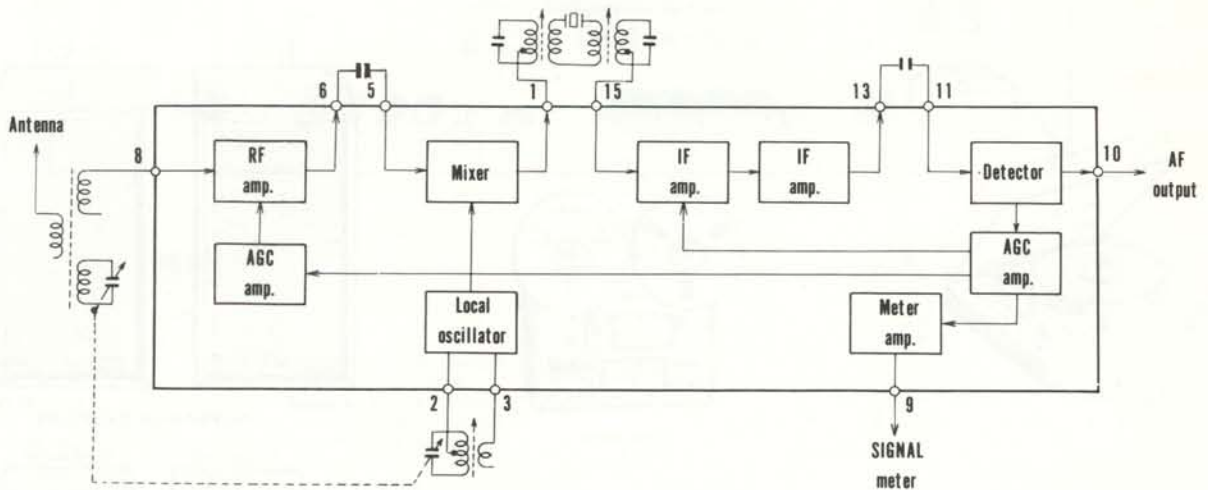 6
5
1
15
13
11
Antenna
8
RF
amp.
Mixer
IF
amp.
IF
amp.
Detector
10
AF
output
AGC
amp.
AGC
amp.
Local
oscillator
Meter
amp.
2
3
9
SIGNAL
meter